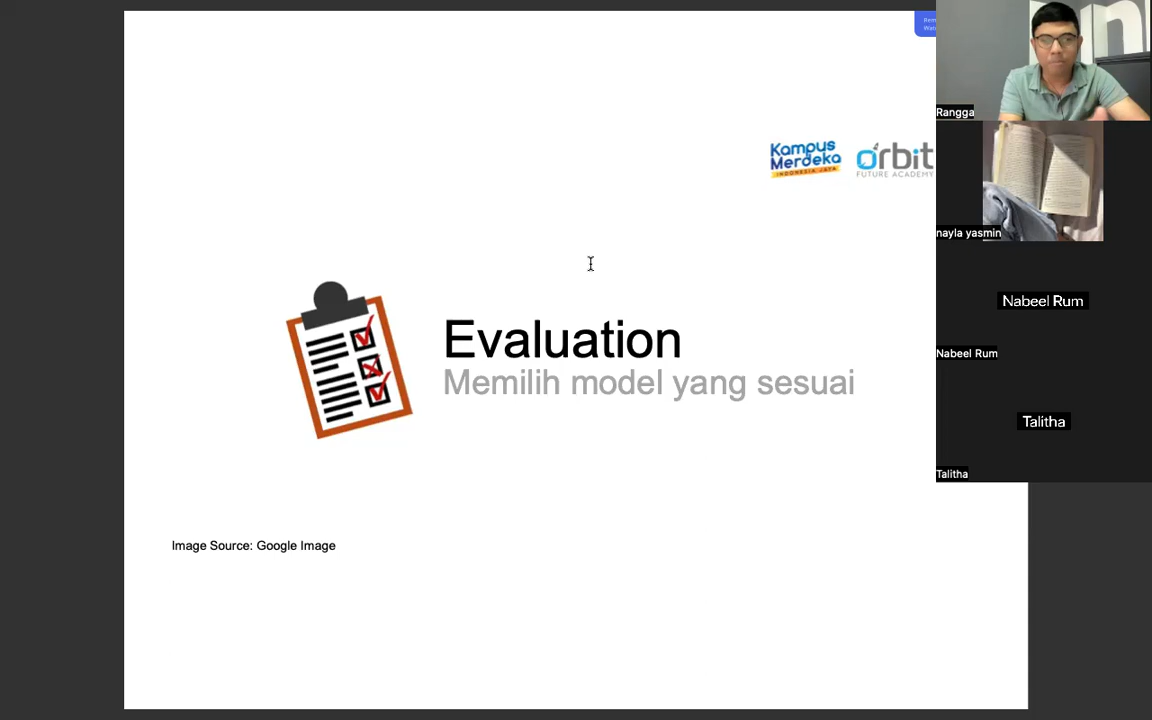 Rem
Kampus
Merdeka
INDONESIA JAYA
orbit
FUTURE ACADEMY
Evaluation
Memilih model yang sesuai
Image Source: Google Image
Rangga
nayla yasmin
Nabeel Rum
Nabeel Rum
Talitha
Talitha